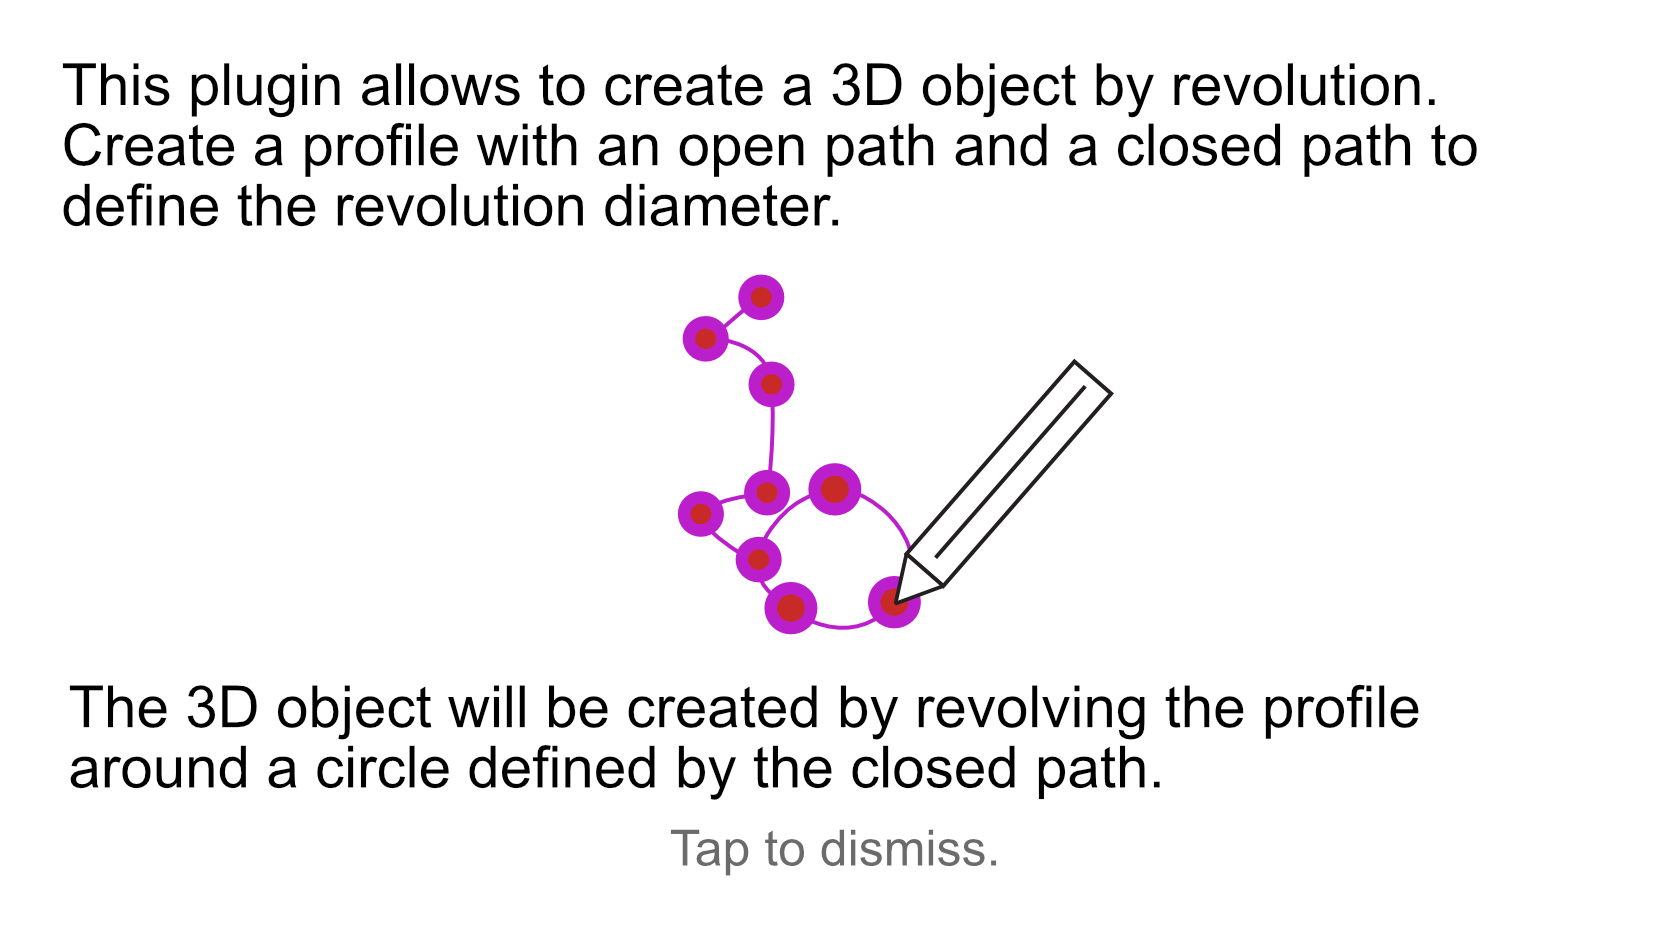 This plugin allows to create a 3D object by revolution.
Create a profile with an open path and a closed path to
define the revolution diameter.
The 3D object will be created by revolving the profile
around a circle defined by the closed path.
Tap to dismiss.